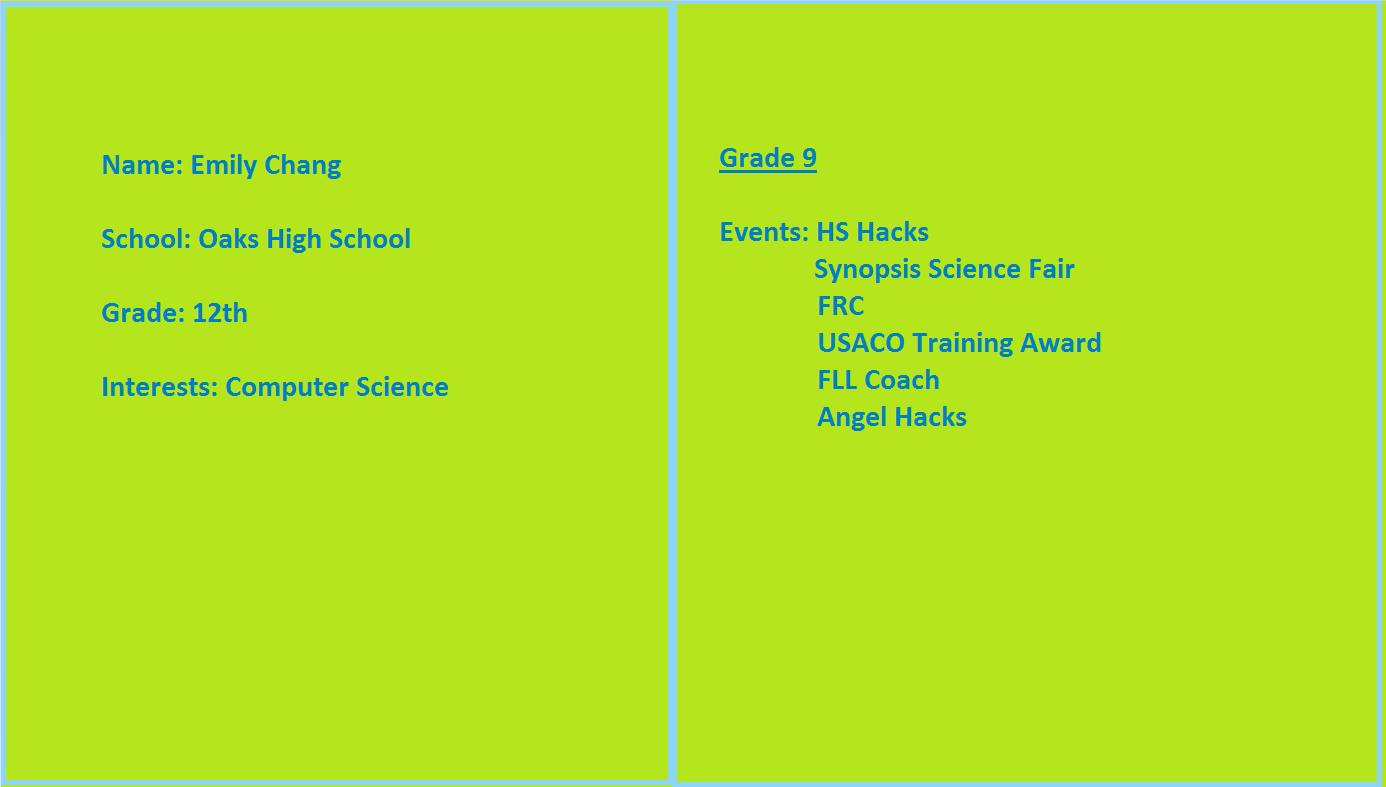 Name: Emily Chang
School: Oaks High School
Grade: 12th
Interests: Computer Science
Grade 9
Events: HS Hacks
Synopsis Science Fair
FRC
USACO Training Award
FLL Coach
Angel Hacks